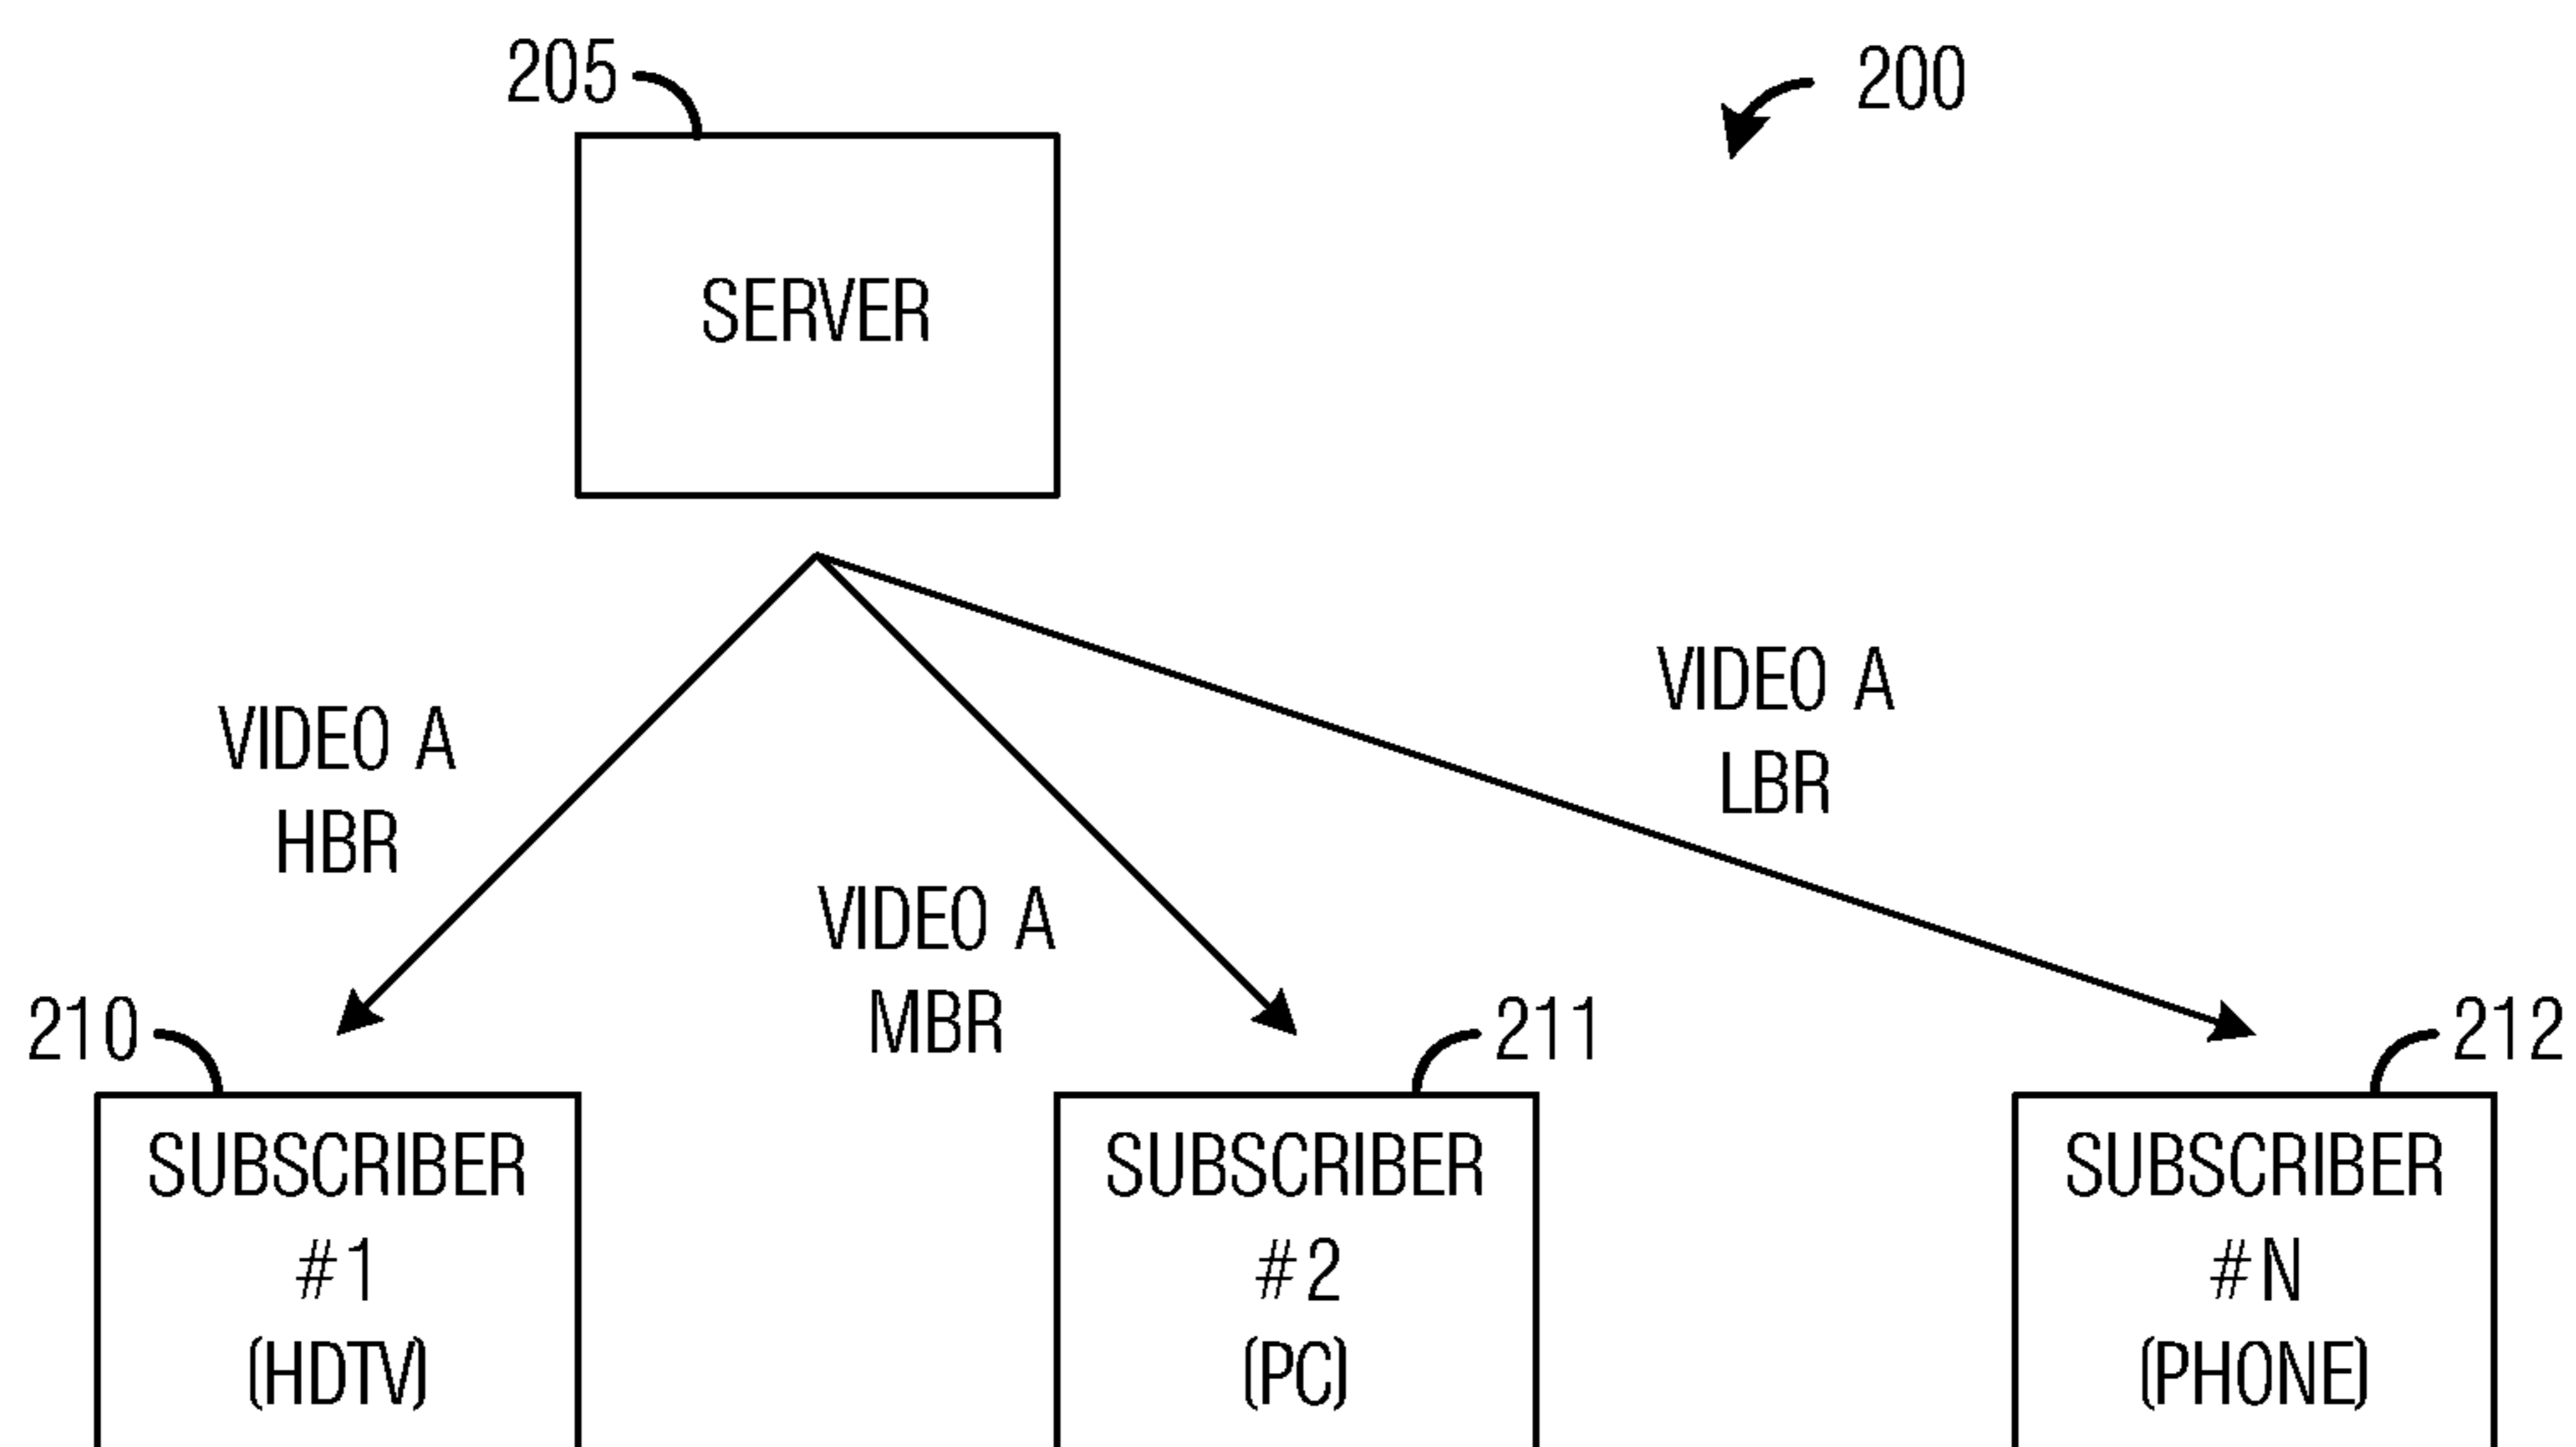 205
200
SERVER
VIDEO A
LBR
VIDEO A
HBR
VIDEO A
MBR
210
211
212
SUBSCRIBER
#1
(HDTV)
SUBSCRIBER
#2
(PC)
SUBSCRIBER
#N
(PHONE)